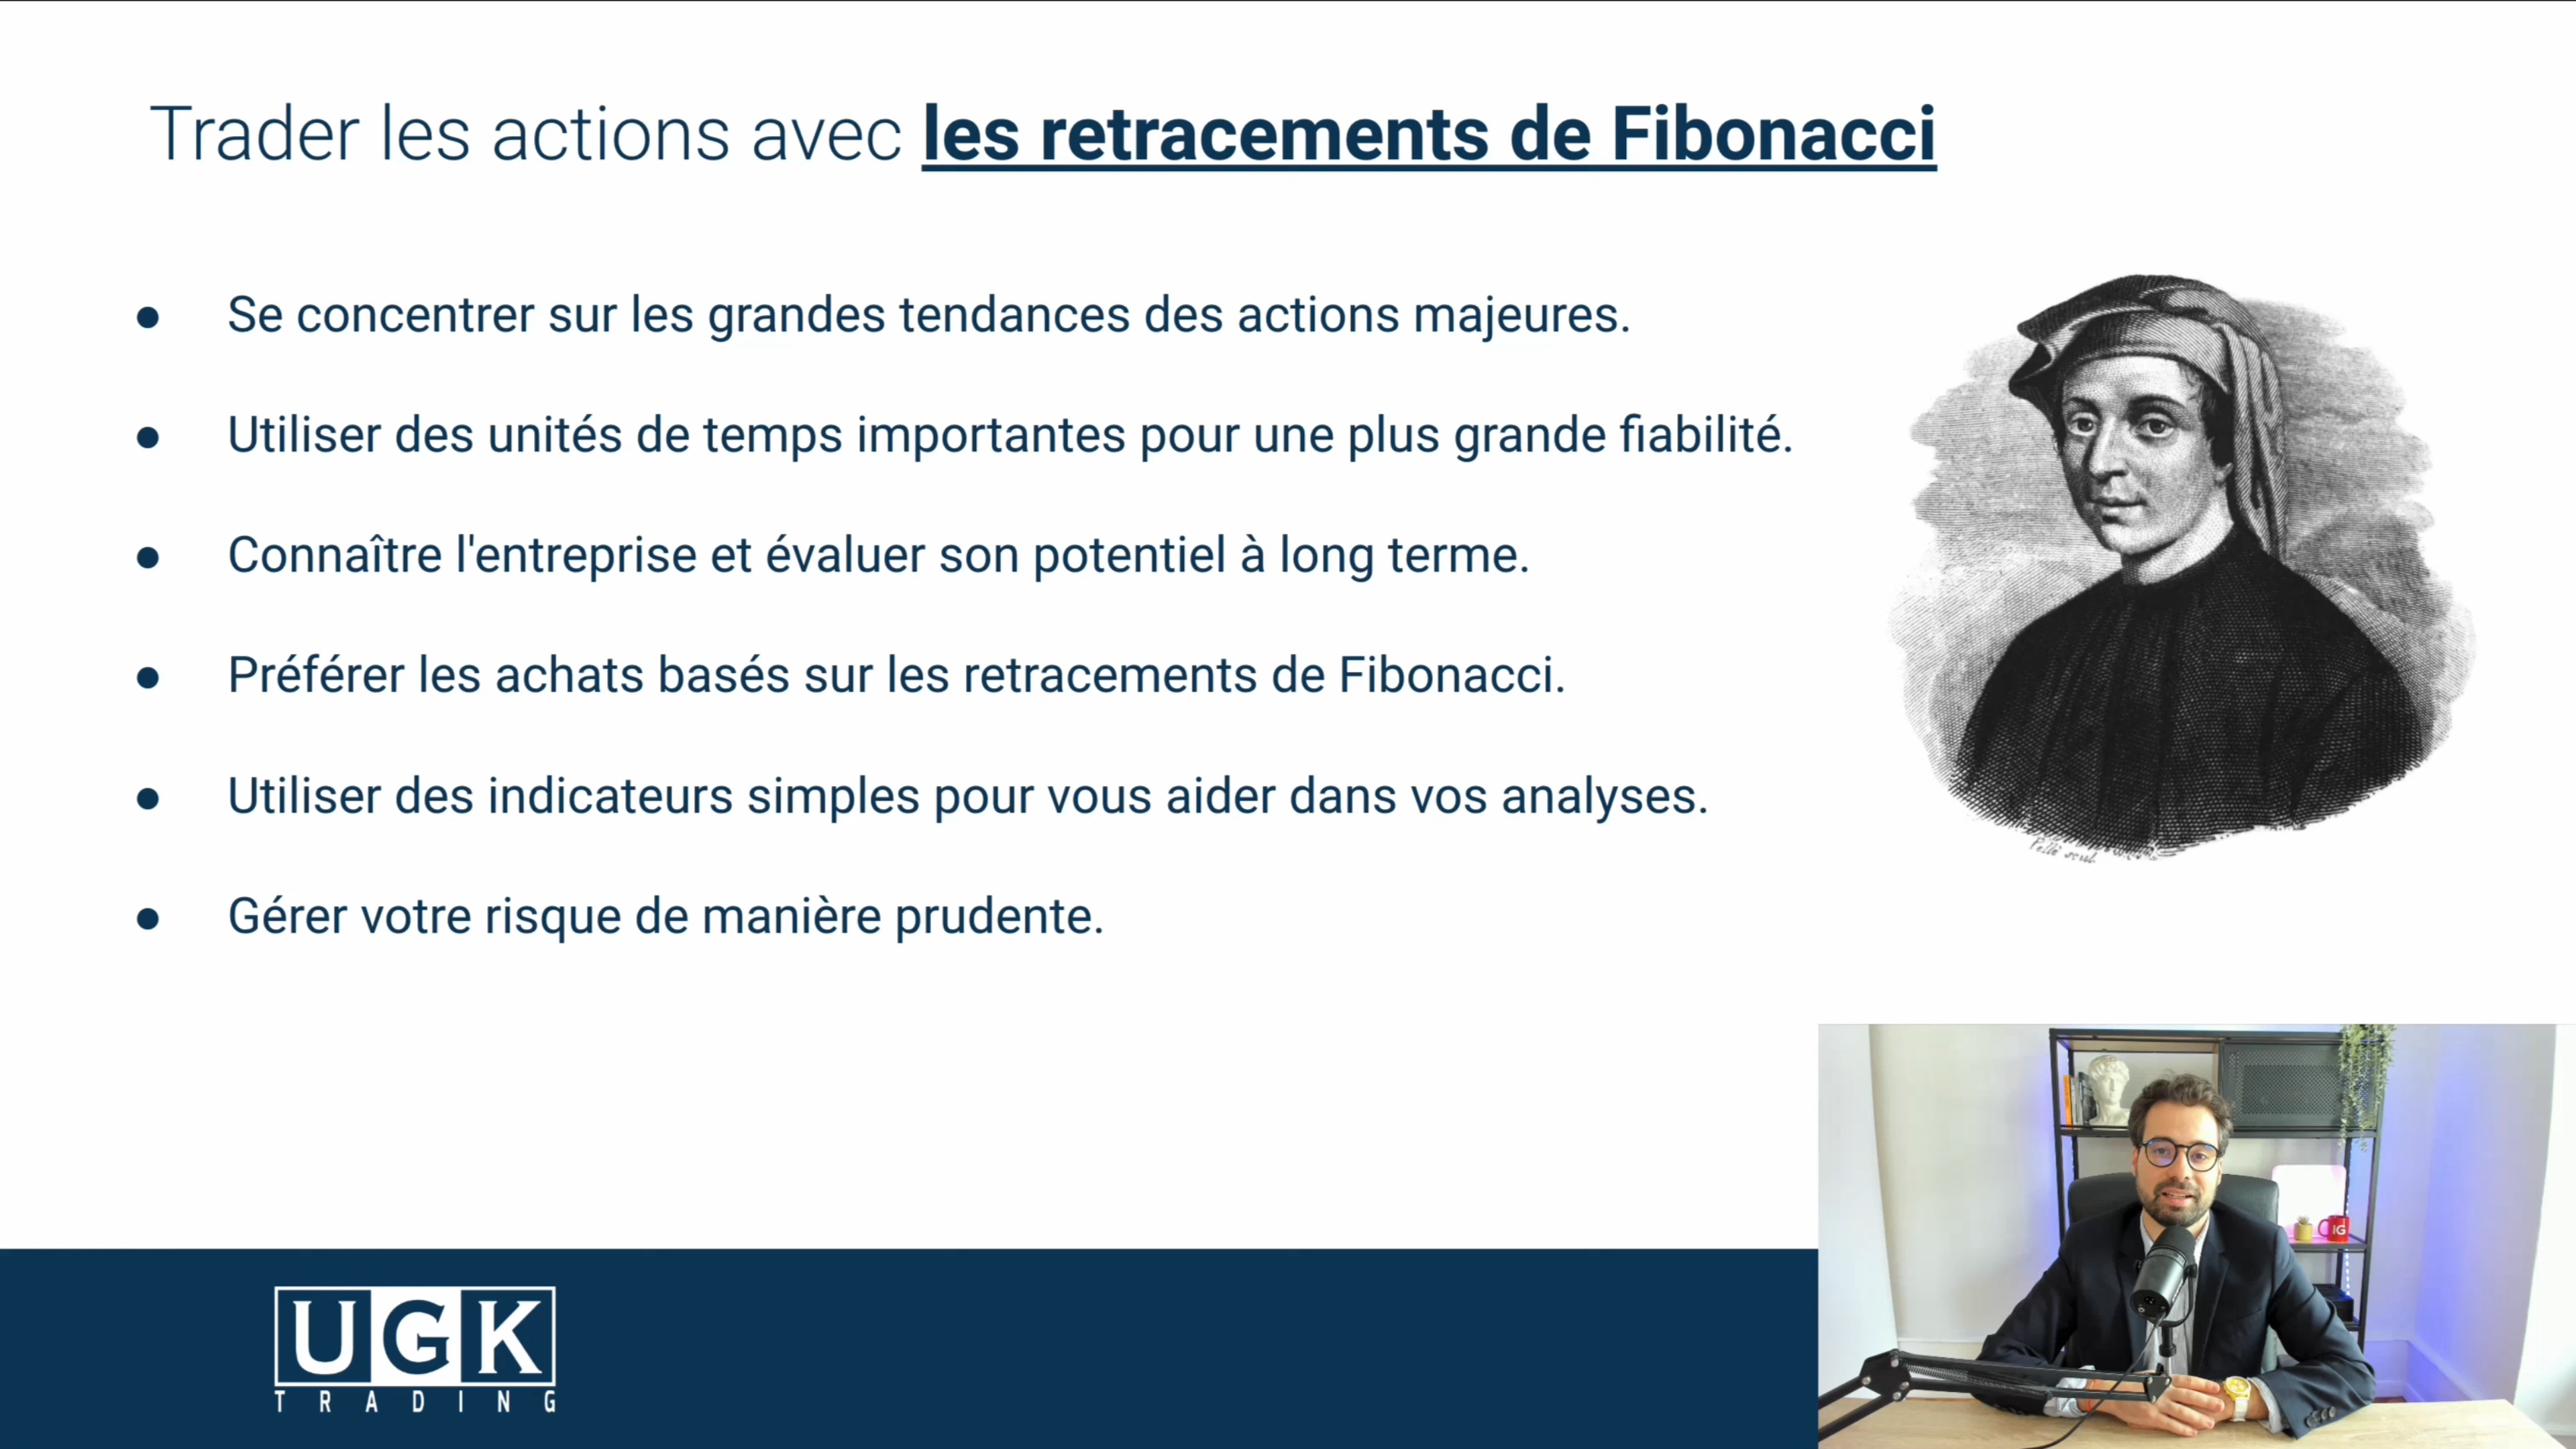 Trader les actions avec les retracements de Fibonacci
● Se concentrer sur les grandes tendances des actions majeures.
● Utiliser des unités de temps importantes pour une plus grande fiabilité.
● Connaître l'entreprise et évaluer son potentiel à long terme.
● Préférer les achats basés sur les retracements de Fibonacci.
● Utiliser des indicateurs simples pour vous aider dans vos analyses.
● Gérer votre risque de manière prudente.
IG
UGK
TRADING